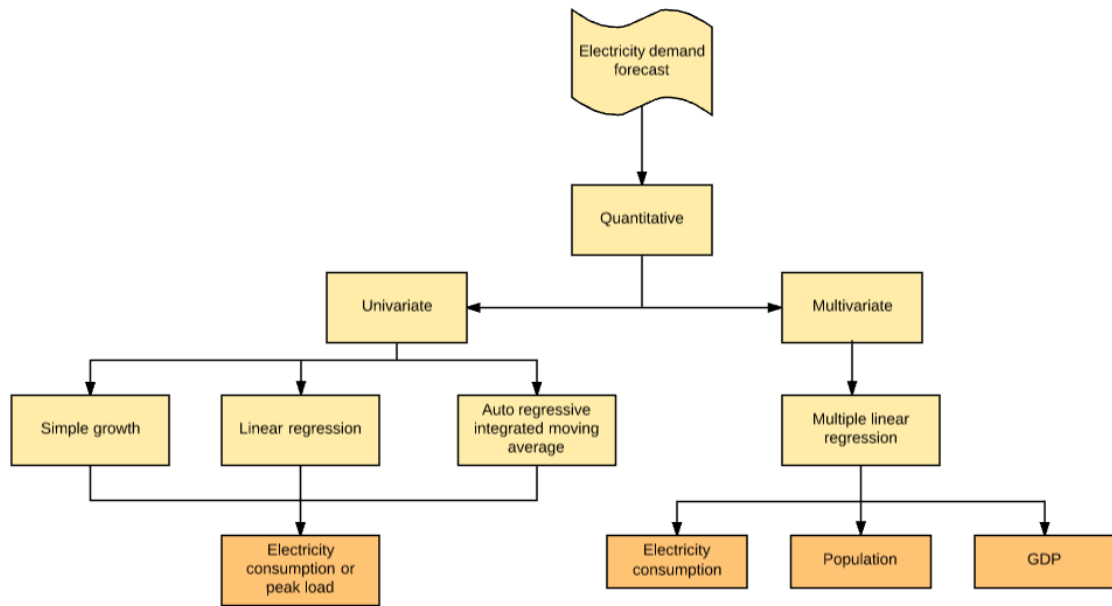 Electricity demand
forecast
Quantitative
Univariate
Multivariate
Simple growth
Linear regression
Auto regressive
integrated moving
average
Multiple linear
regression
Electricity
consumption or
peak load
Electricity
consumption
Population
GDP